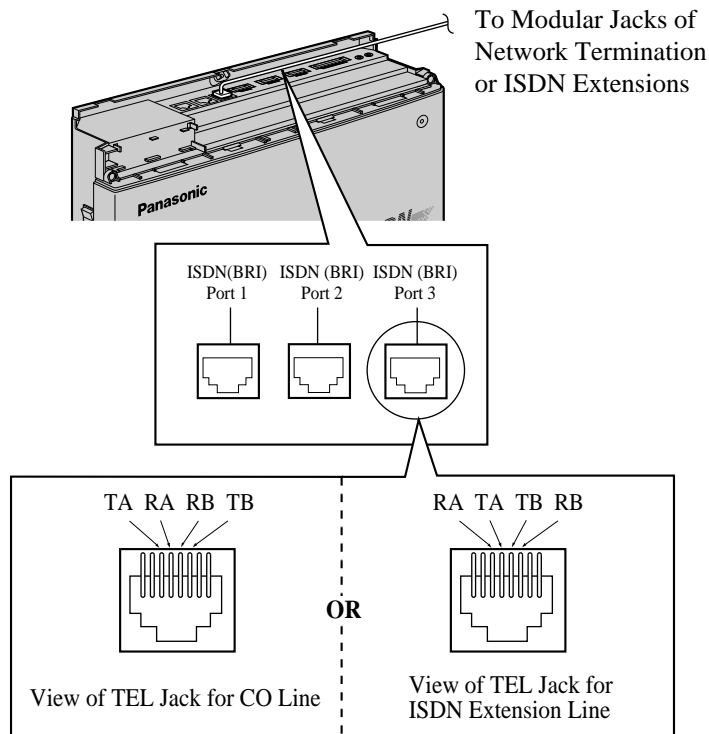 To Modular Jacks of
Network Termination
or ISDN Extensions
Panasonic
ISDN(BRI) ISDN (BRI) ISDN (BRI)
Port 1 Port 2 Port 3
TA RA RB TB
RA TA TB RB
OR
View of TEL Jack for CO Line
View of TEL Jack for
ISDN Extension Line